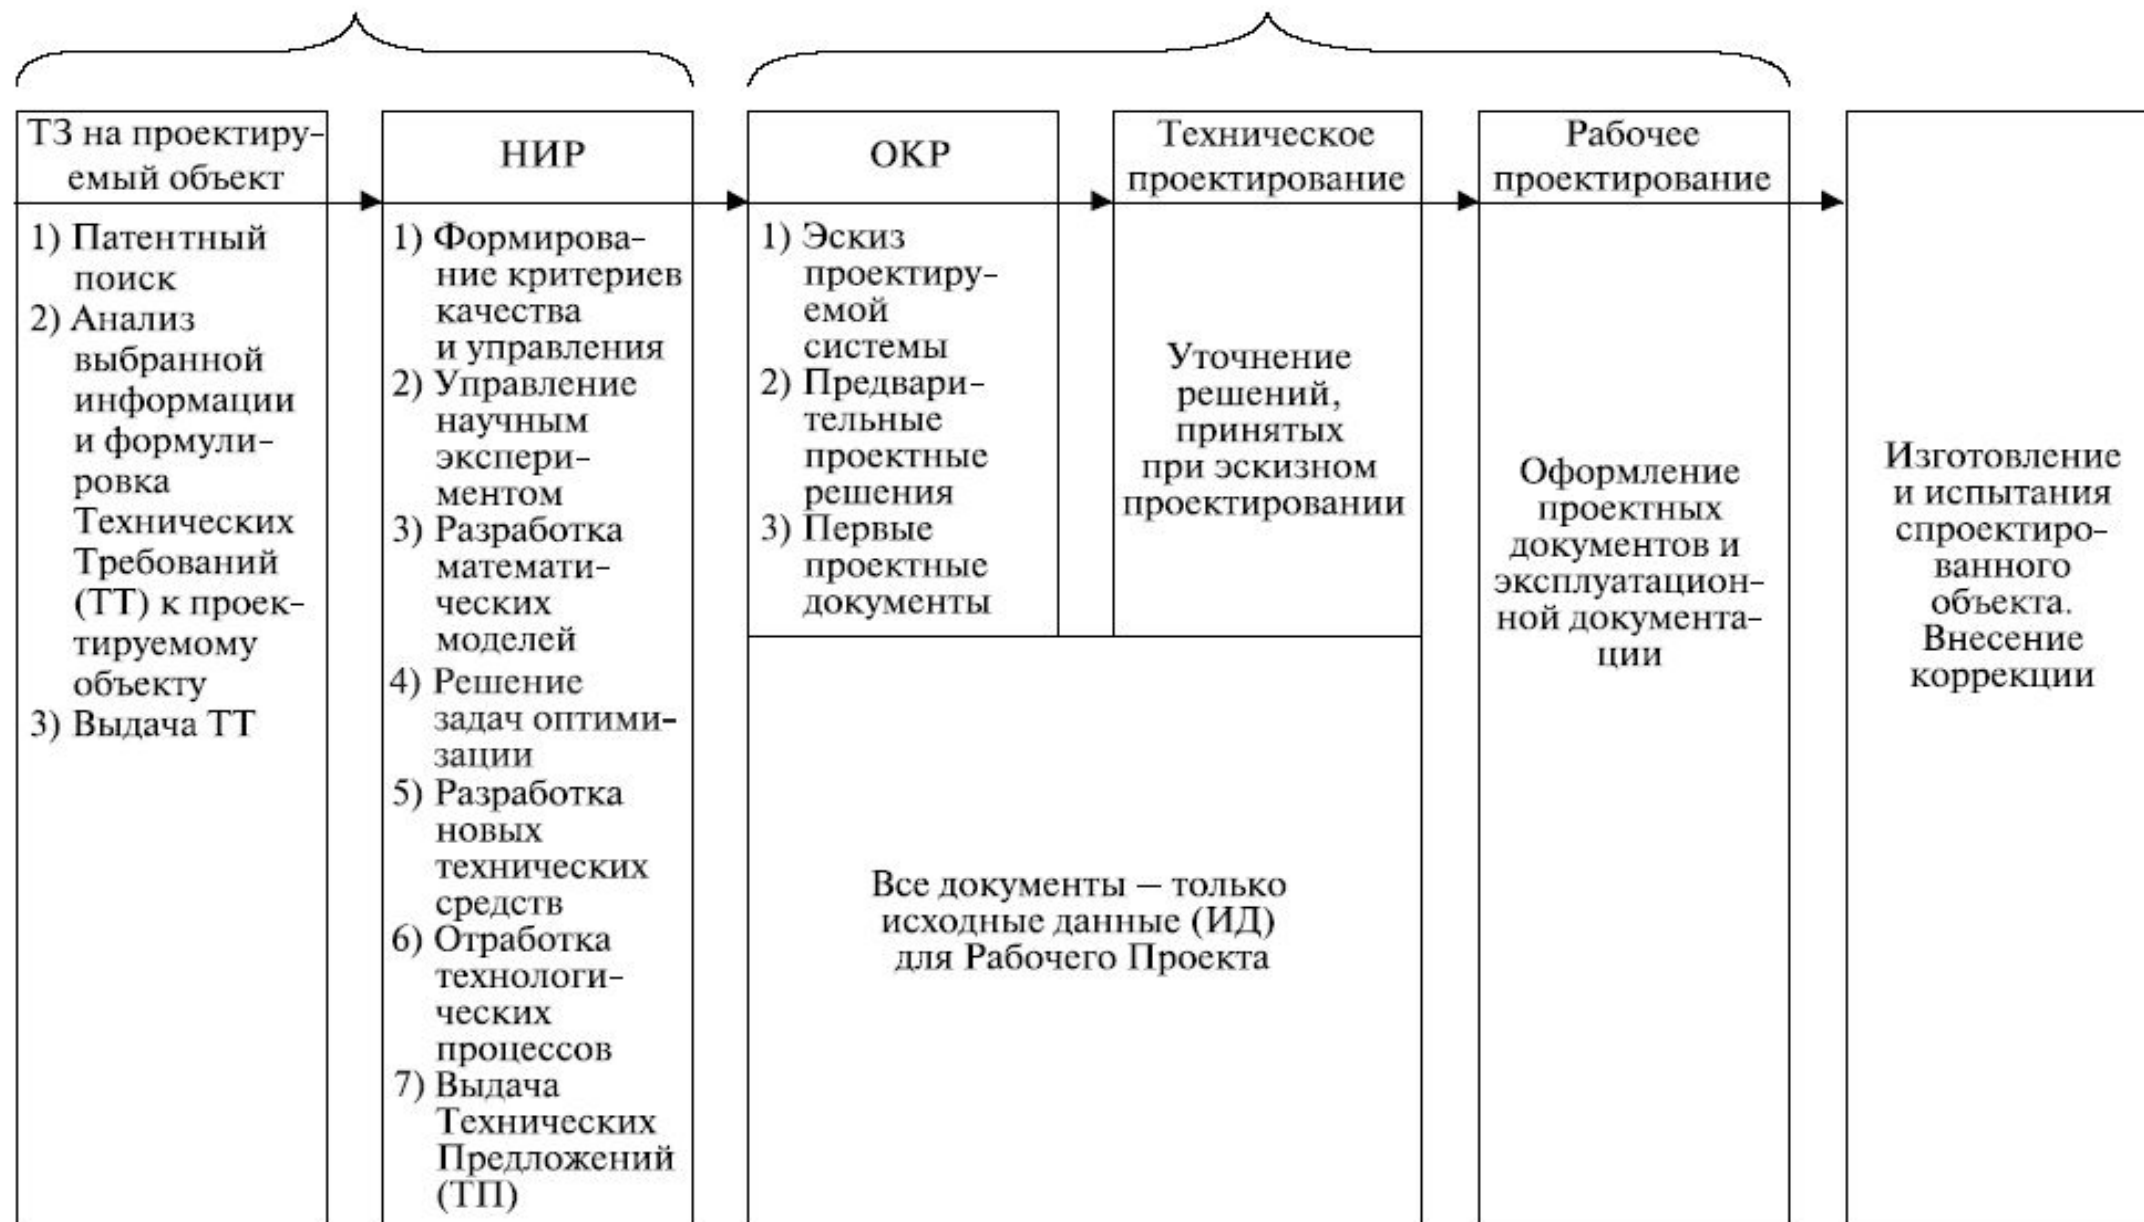 ТЗ на проектиру-
емый объект
1) Патентный
поиск
2) Анализ
выбранной
информации
и формули-
ровка
Технических
Требований
(ТТ) к проек-
тируемому
объекту
3) Выдача ТТ
НИР
1) Формирова-
ние критериев
качества
и управления
2) Управление
научным
экспери-
ментом
3) Разработка
математи-
ческих
моделей
4) Решение
задач оптими-
зации
5) Разработка
новых
технических
средств
6) Отработка
технологи-
ческих
процессов
7) Выдача
Технических
Предложений
(ТП)
ОКР
1) Эскиз
проектиру-
емой
системы
2) Предвари-
тельные
проектные
решения
3) Первые
проектные
документы
Техническое
проектирование
Уточнение
решений,
принятых
при эскизном
проектировании
Все документы – только
исходные данные (ИД)
для Рабочего Проекта
Рабочее
проектирование
Оформление
проектных
документов и
эксплуатацион-
ной документа-
ции
Изготовление
и испытания
спроектиро-
ванного
объекта.
Внесение
коррекции